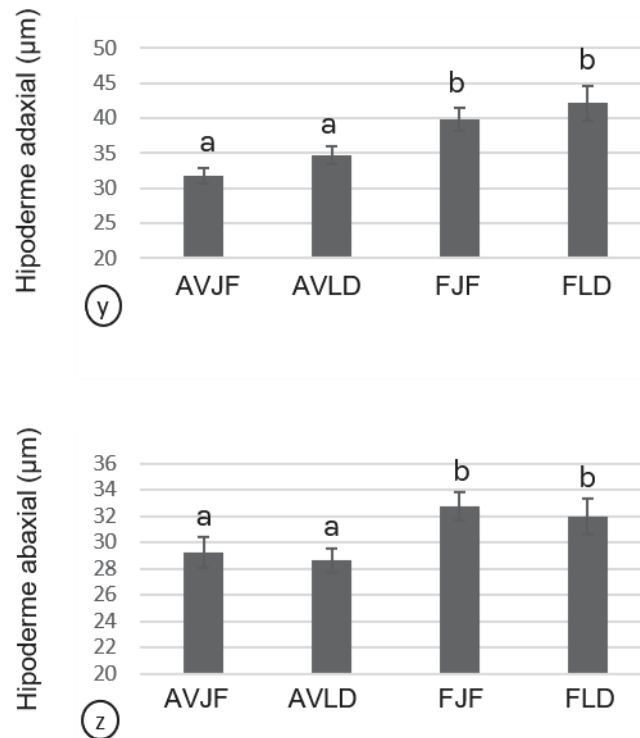 Hipoderme adaxial (µm)
50
45
40
35
30
25
20
a
a
b
b
AVJF
AVLD
FJF
FLD
y
Hipoderme abaxial (µm)
36
34
32
30
28
26
24
22
20
a
a
b
b
AVJF
AVLD
FJF
FLD
z